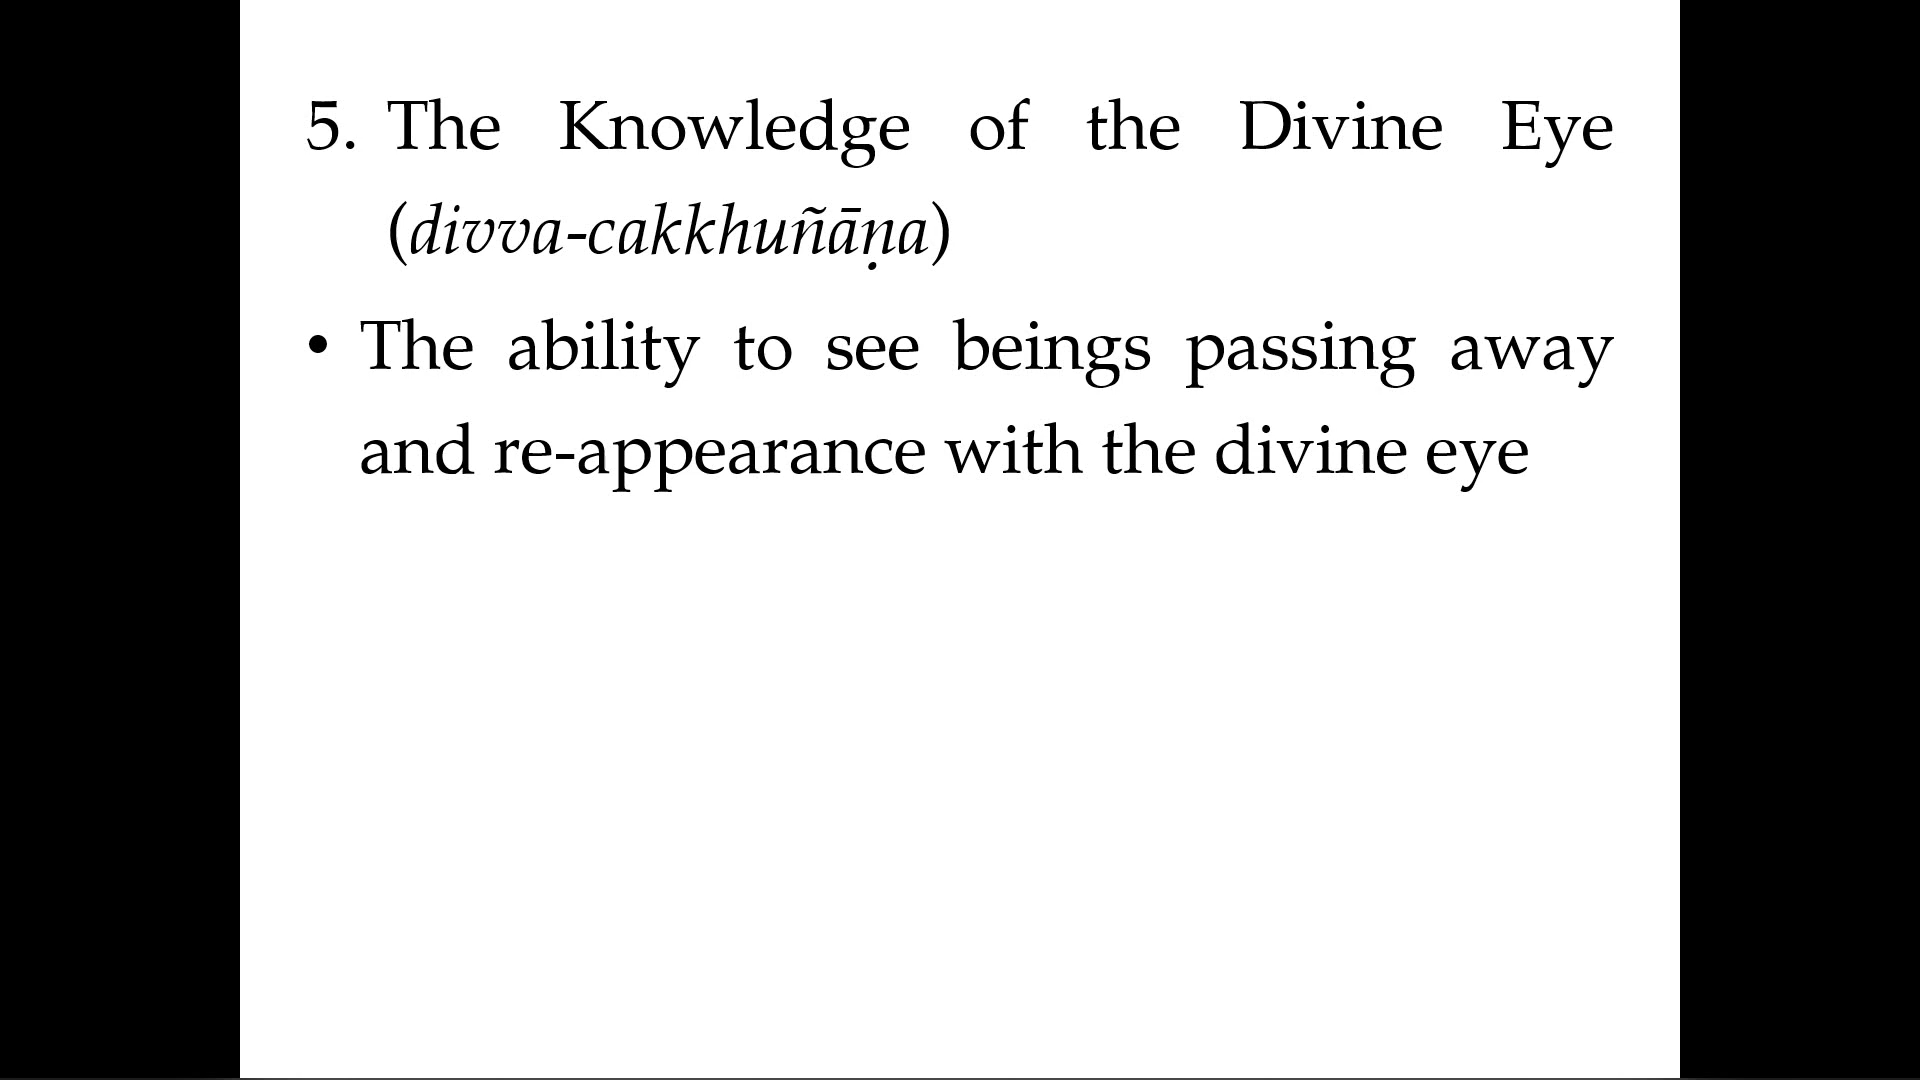 5. The Knowledge of the Divine Eye
(divva-cakkhuñāṇa)
• The ability to see beings passing away
and re-appearance with the divine eye